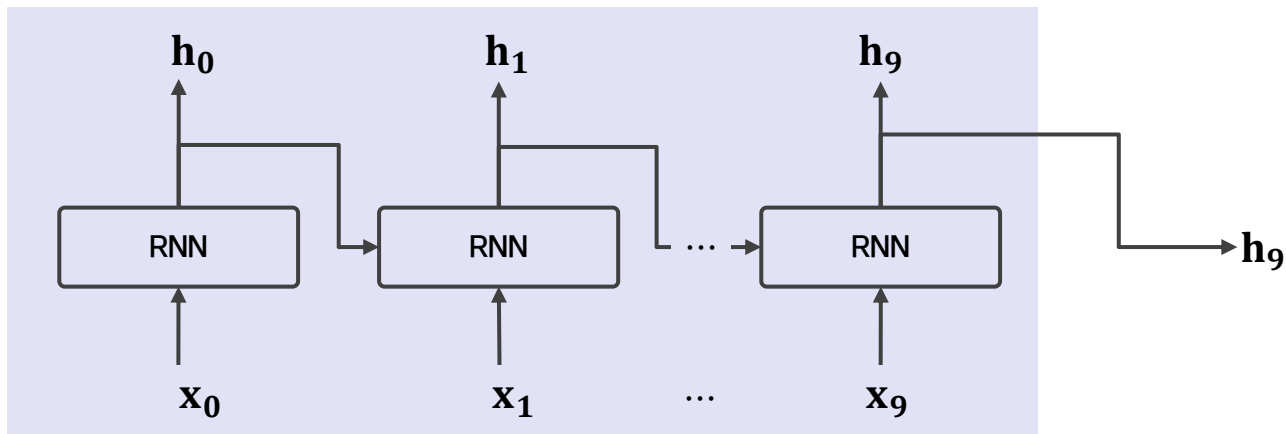 h₀ h₁ h₉
RNN RNN ... RNN
h₉
x₀ x₁ ... x₉